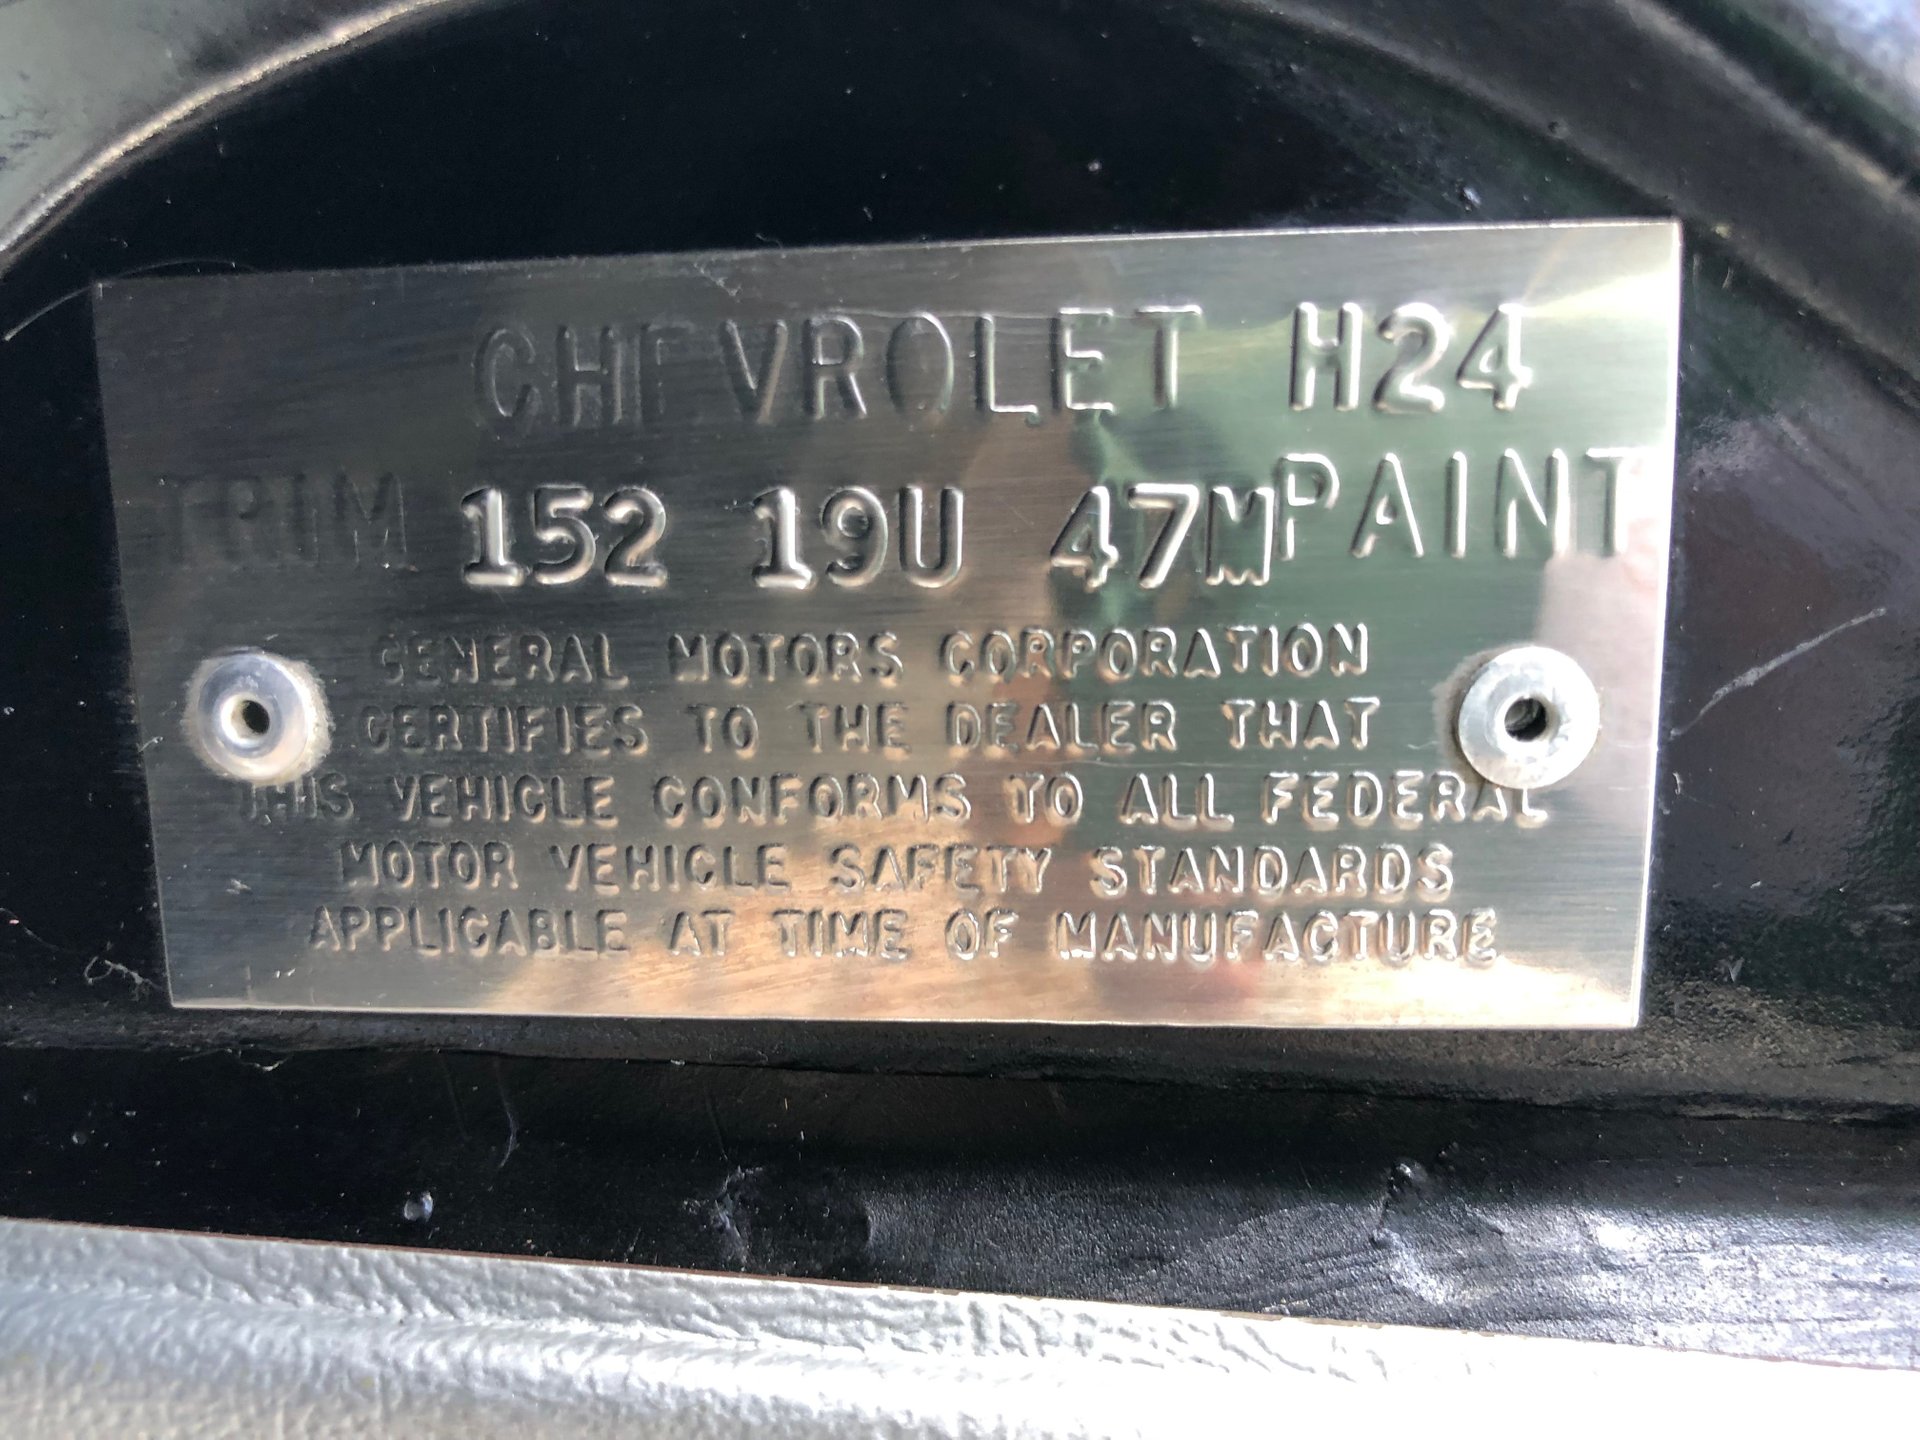 CHEVROLET H24
TRIM 152 19U 47M PAINT
GENERAL MOTORS CORPORATION
CERTIFIES TO THE DEALER THAT
THIS VEHICLE CONFORMS TO ALL FEDERAL
MOTOR VEHICLE SAFETY STANDARDS
APPLICABLE AT TIME OF MANUFACTURE